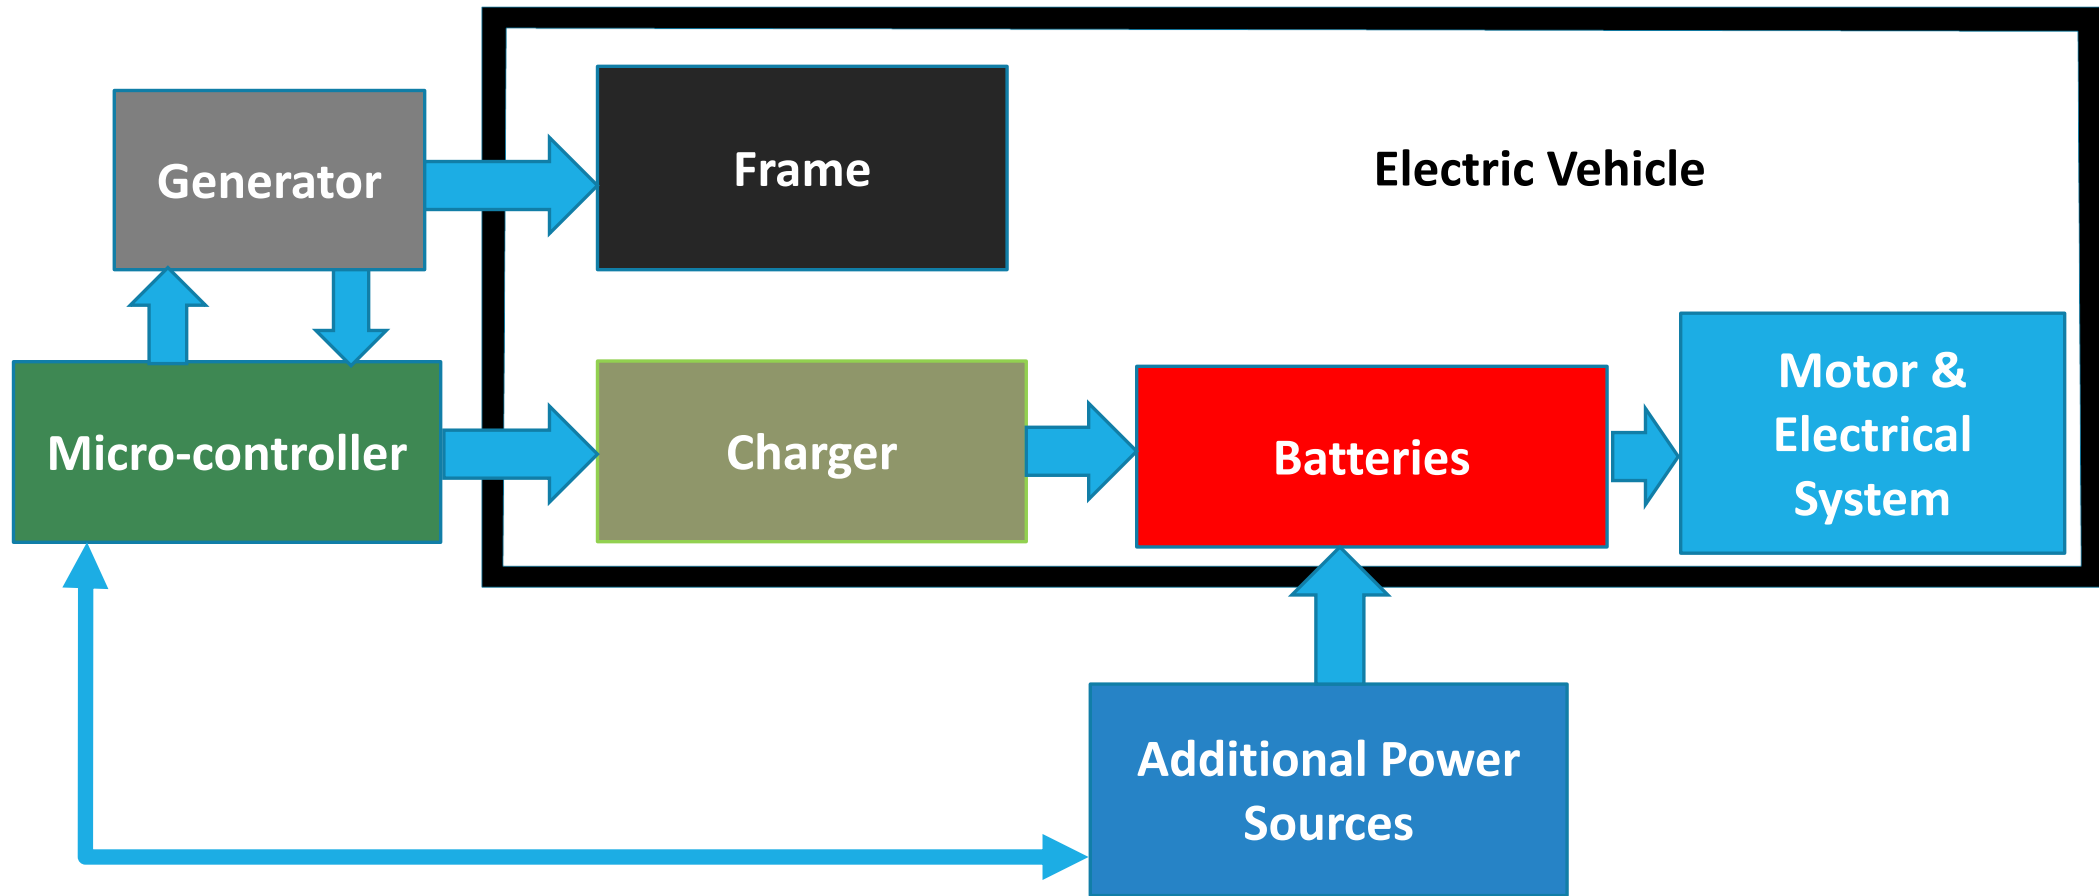 Generator
Frame
Electric Vehicle
Micro-controller
Charger
Batteries
Motor &
Electrical
System
Additional Power
Sources